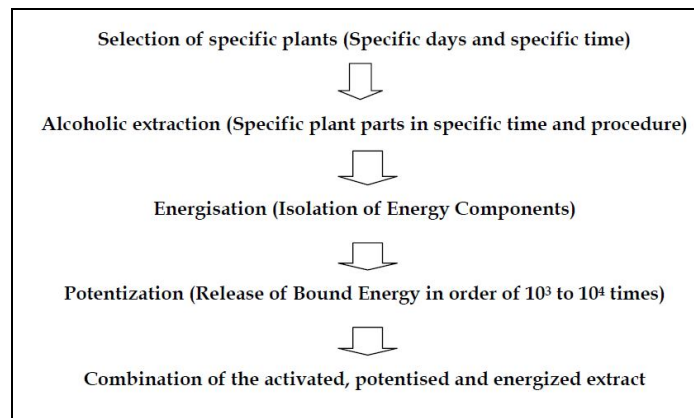 Selection of specific plants (Specific days and specific time)
Alcoholic extraction (Specific plant parts in specific time and procedure)
Energisation (Isolation of Energy Components)
Potentization (Release of Bound Energy in order of 10³ to 10⁴ times)
Combination of the activated, potentised and energized extract